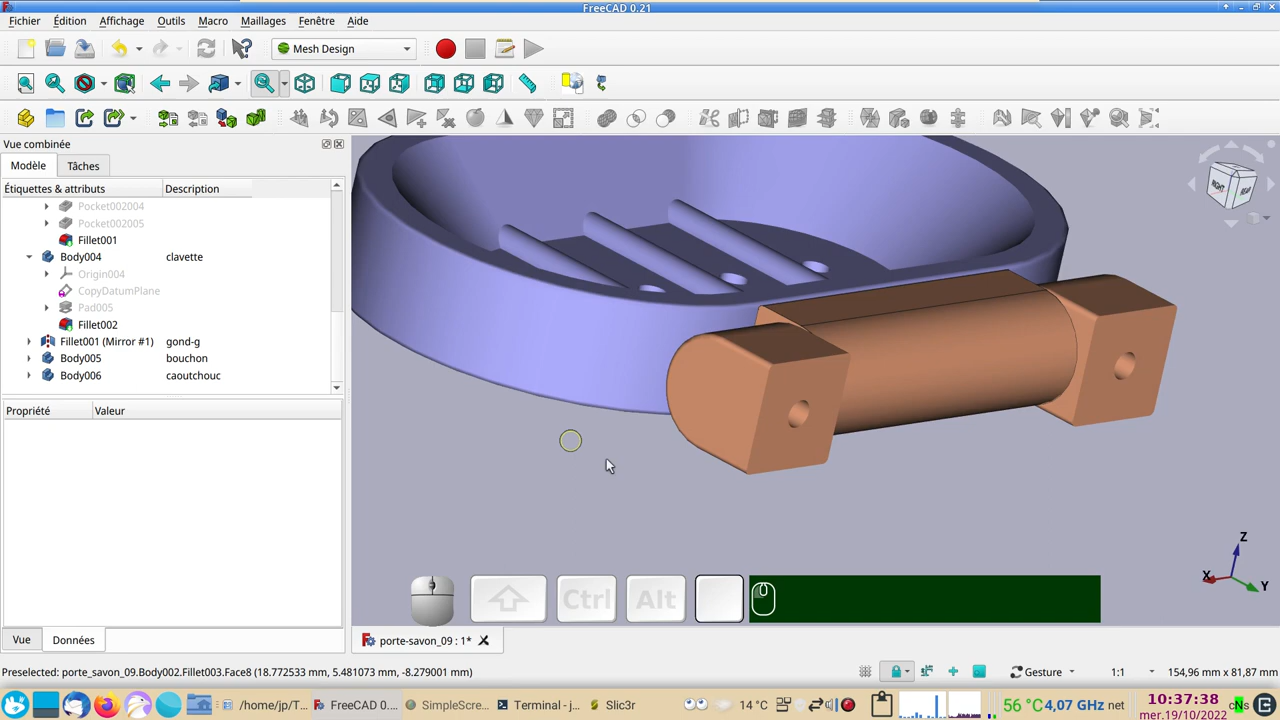 FreeCAD 0.21
Fichier Édition Affichage Outils Macro Maillages Fenêtre Aide
Mesh Design
Vue combinée
Modèle Tâches
Étiquettes & attributs Description
Pocket002004
Pocket002005
Fillet001
Body004 clavette
Origin004
CopyDatumPlane
Pad005
Fillet002
Fillet001 (Mirror #1) gond-g
Body005 bouchon
Body006 caoutchouc
Propriété Valeur
RIGHT REAR
Z
X
Y
Ctrl Alt
Vue Données
porte-savon_09 : 1*
Preselected: porte_savon_09.Body002.Fillet003.Face8 (18.772533 mm, 5.481073 mm, -8.279001 mm)
Gesture 1:1 154,96 mm x 81,87 mm
/home/jp/T... FreeCAD 0.... SimpleScre... Terminal - j... Slic3r 14 °C 56 °C 4,07 GHz net 10:37:38
mer.19/10/2022
cNs